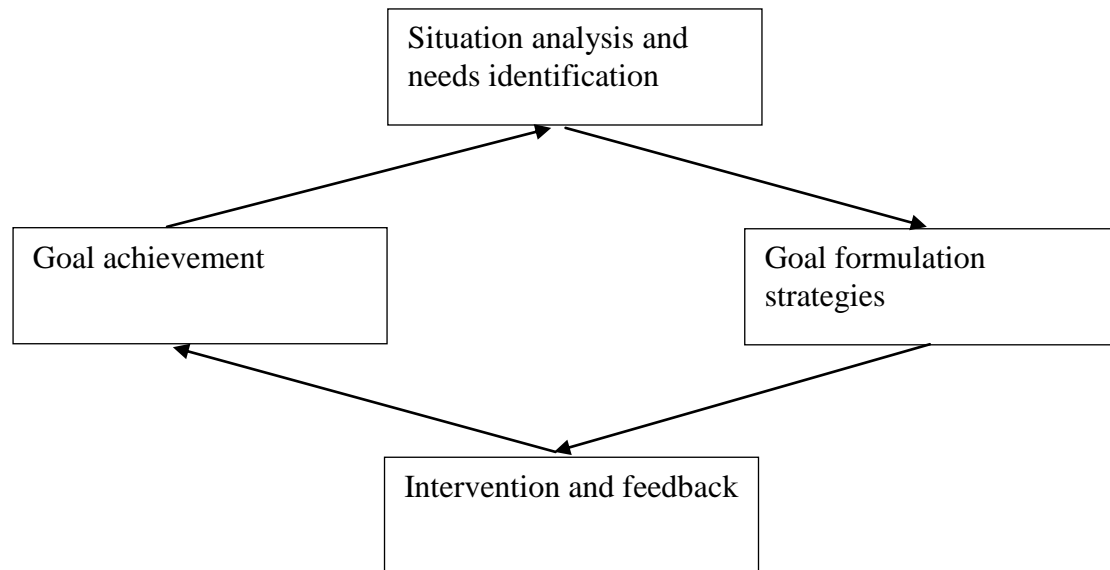 Situation analysis and
needs identification
Goal achievement
Goal formulation
strategies
Intervention and feedback